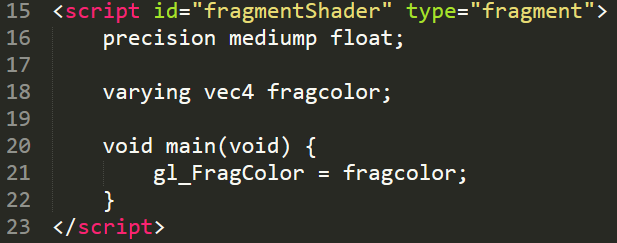 15 <script id="fragmentShader" type="fragment">
16     precision mediump float;
17
18     varying vec4 fragcolor;
19
20     void main(void) {
21         gl_FragColor = fragcolor;
22     }
23 </script>